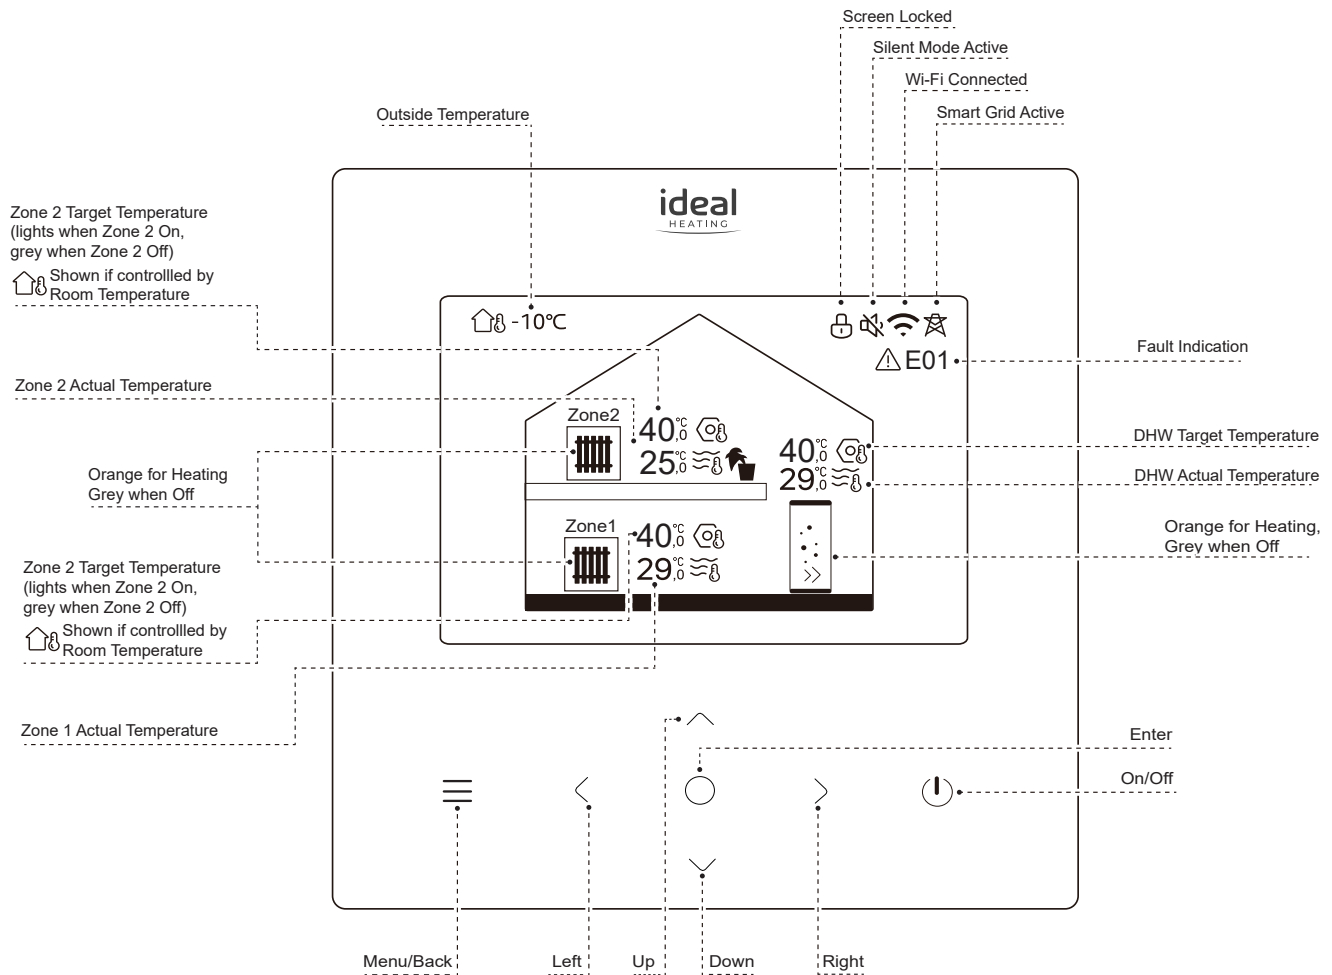 Screen Locked
Silent Mode Active
Wi-Fi Connected
Smart Grid Active
Outside Temperature
Zone 2 Target Temperature
(lights when Zone 2 On,
grey when Zone 2 Off)
Shown if controllled by
Room Temperature
ideal
HEATING
-10℃
E01
Fault Indication
Zone 2 Actual Temperature
Zone2
40,0 ℃
25,0 ℃
40,0 ℃
29,0 ℃
DHW Target Temperature
DHW Actual Temperature
Orange for Heating
Grey when Off
Orange for Heating,
Grey when Off
Zone1
40,0 ℃
29,0 ℃
Zone 2 Target Temperature
(lights when Zone 2 On,
grey when Zone 2 Off)
Shown if controllled by
Room Temperature
Zone 1 Actual Temperature
Enter
On/Off
Menu/Back
Left
Up
Down
Right